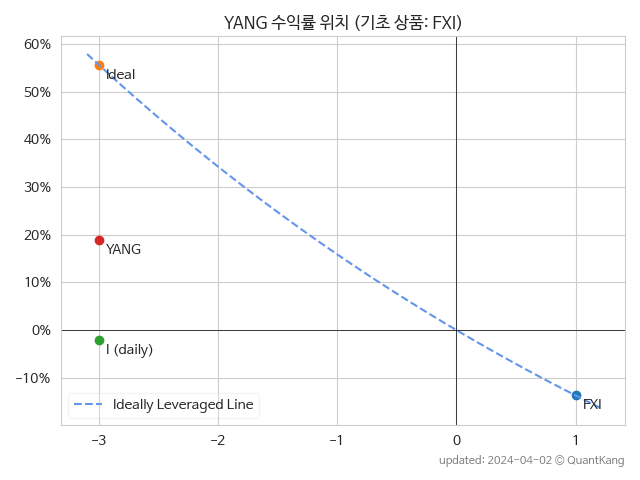 YANG 수익률 위치 (기초 상품: FXI)
60%
50%
40%
30%
20%
10%
0%
−10%
Ideal
YANG
I (daily)
FXI
Ideally Leveraged Line
−3
−2
−1
0
1
updated: 2024-04-02 © QuantKang